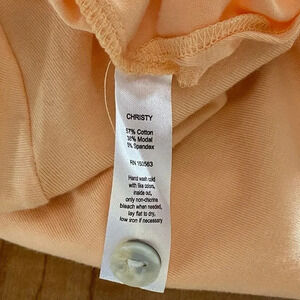 CHRISTY
57% Cotton
38% Modal
5% Spandex
RN 150563
Hand wash cold
with like colors,
inside out,
only non-chlorine
bleach when needed,
lay flat to dry,
low iron if necessary